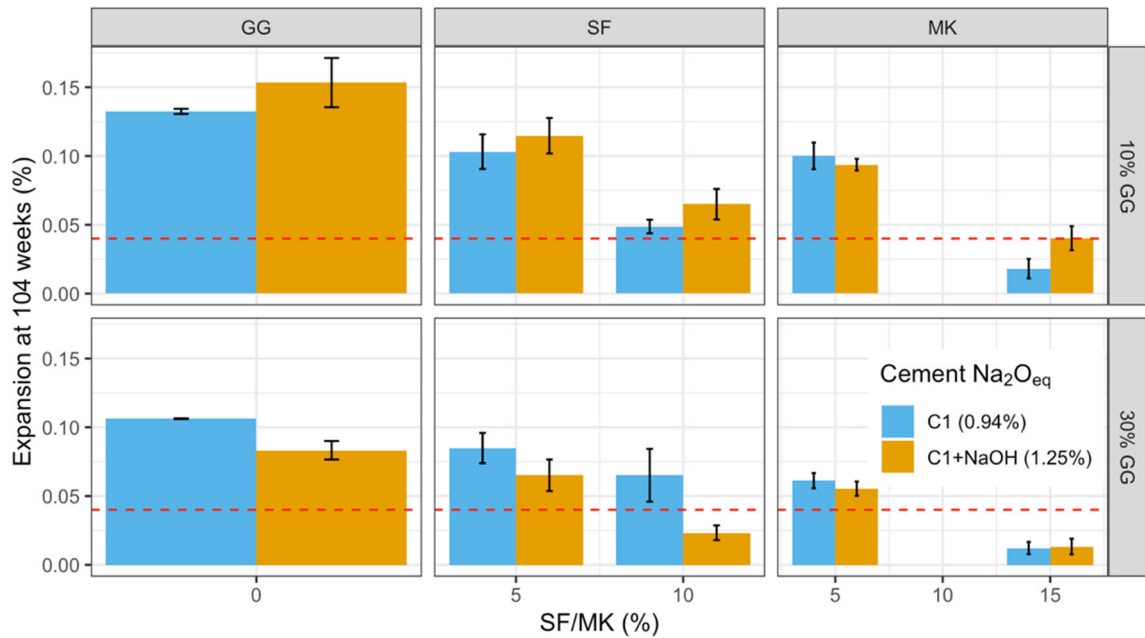 GG
SF
MK
0.15
0.10
0.05
0.00
10% GG
0.15
0.10
0.05
0.00
30% GG
Expansion at 104 weeks (%)
Cement Na₂Oeq
C1 (0.94%)
C1+NaOH (1.25%)
0
5
10
5
10
15
SF/MK (%)